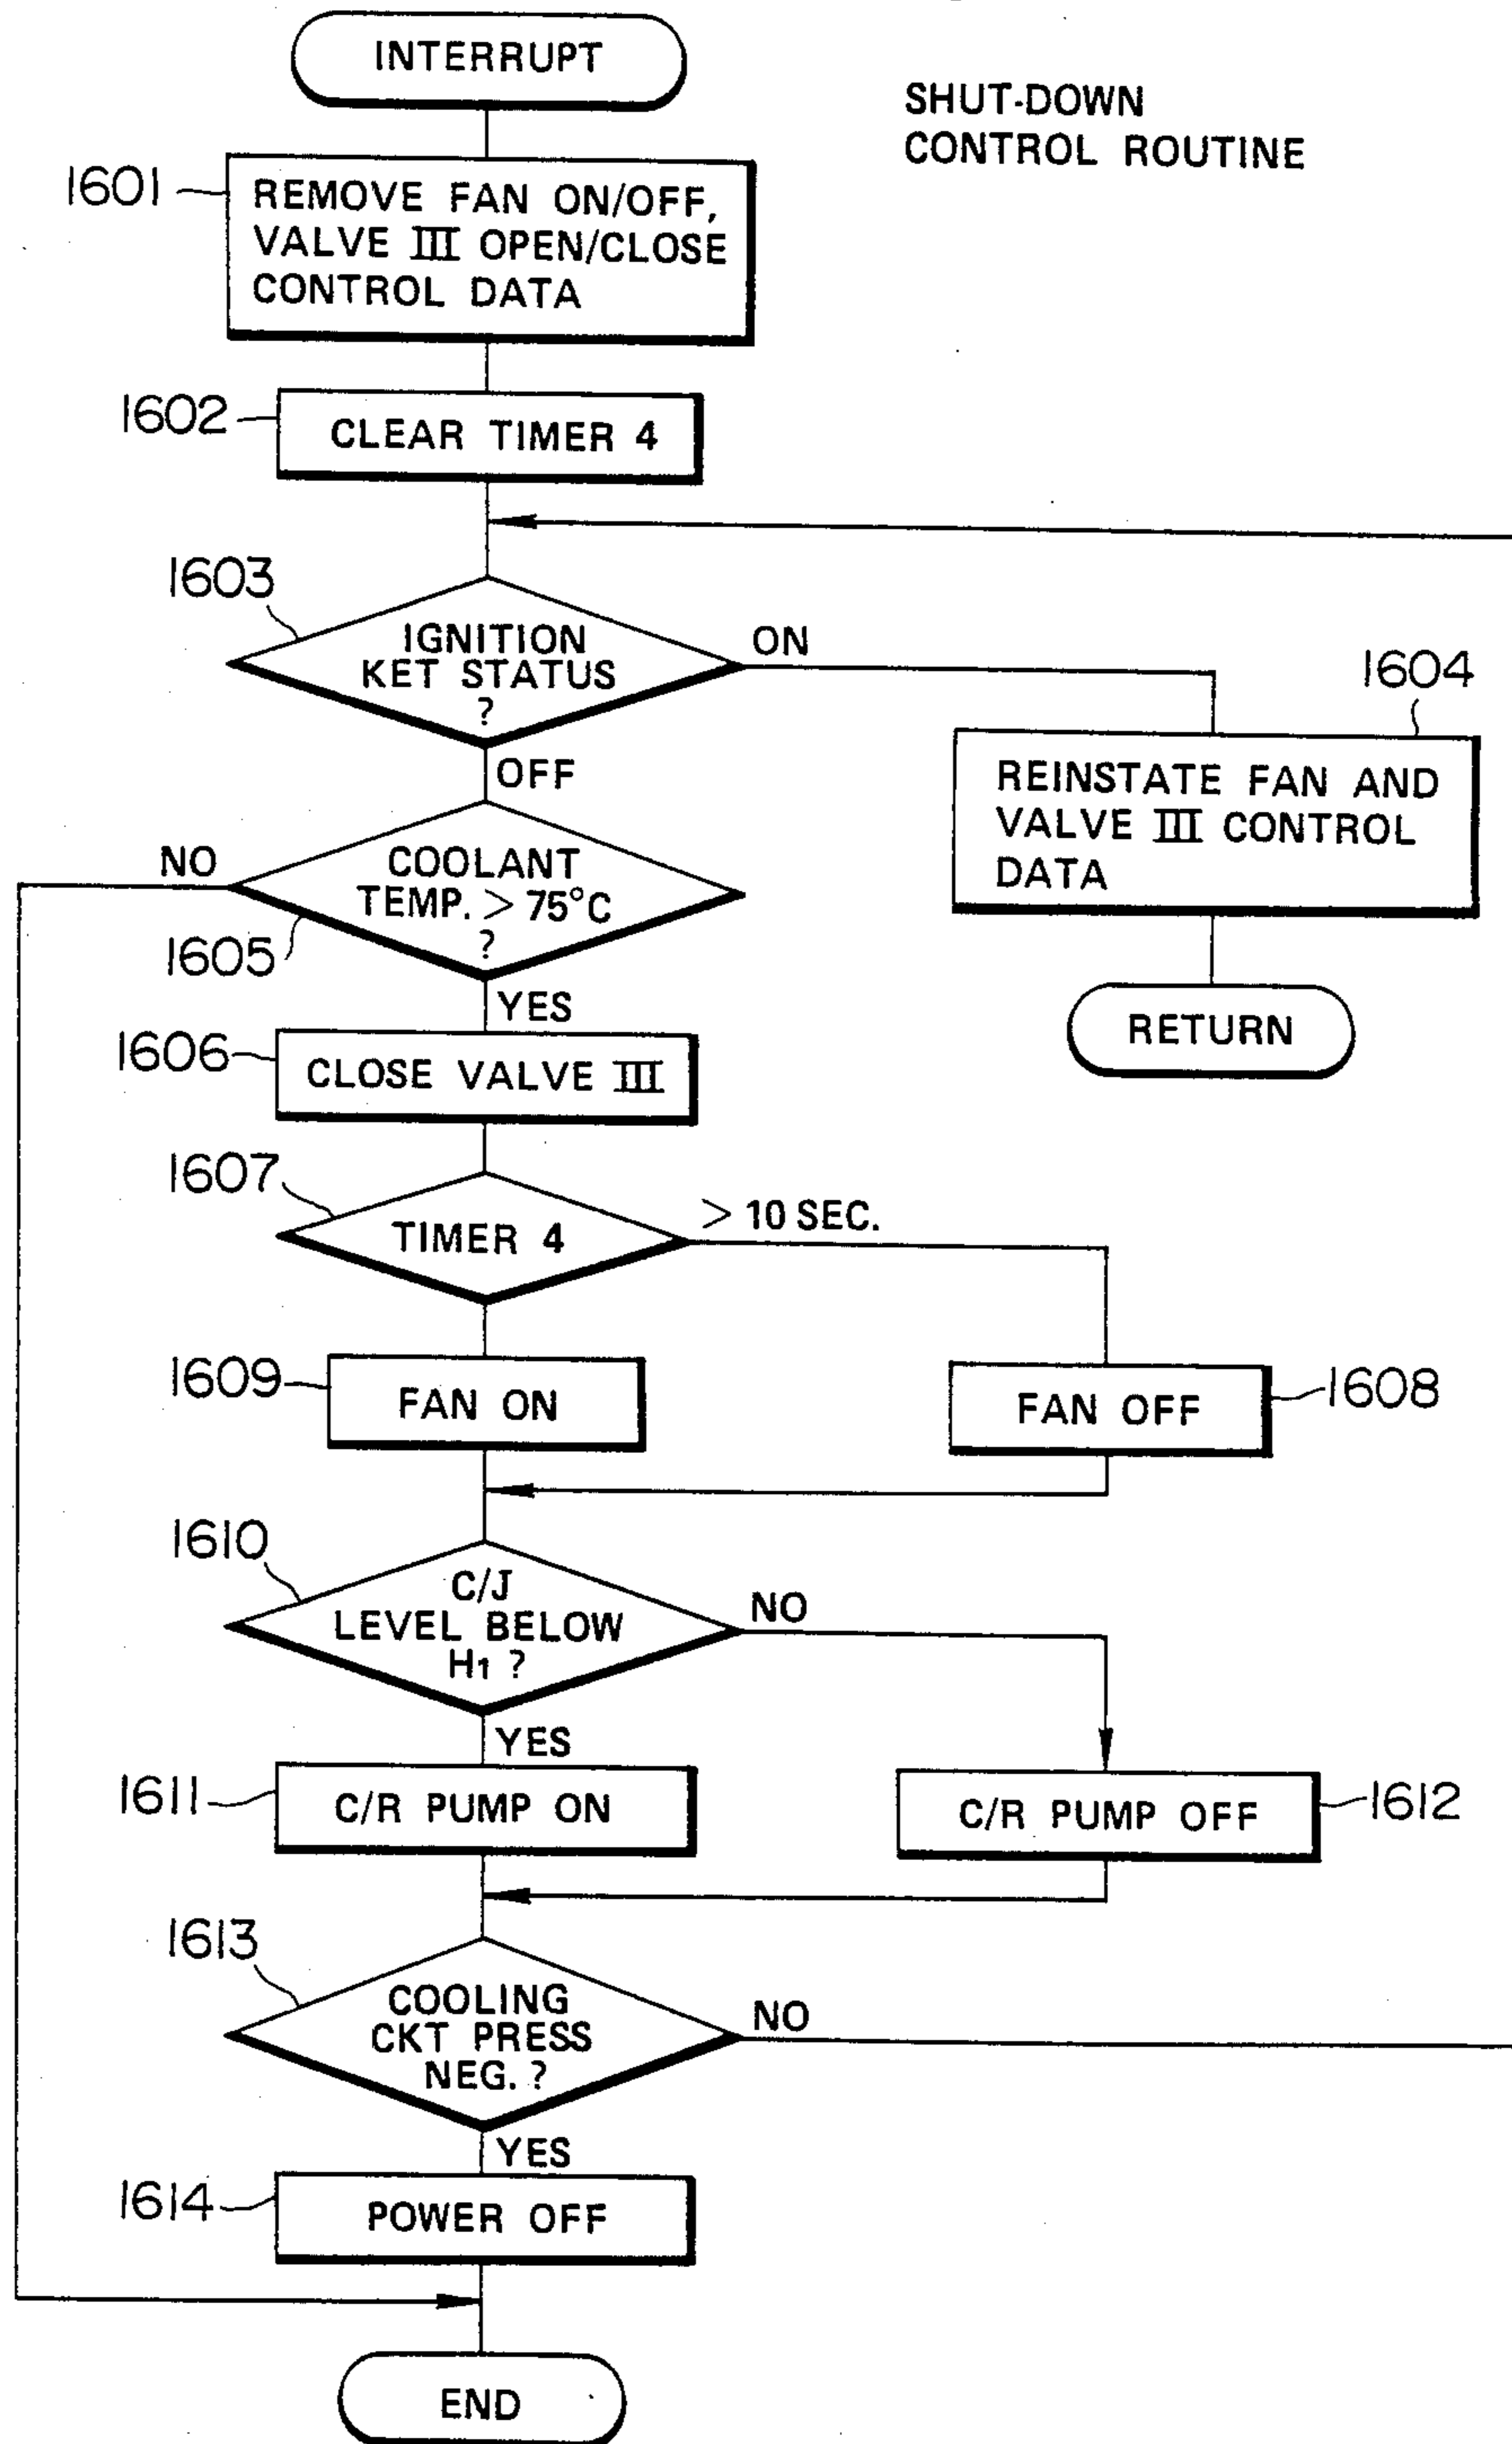 INTERRUPT
SHUT-DOWN
CONTROL ROUTINE
1601
REMOVE FAN ON/OFF,
VALVE III OPEN/CLOSE
CONTROL DATA
1602
CLEAR TIMER 4
1603
IGNITION
KET STATUS
?
ON
OFF
1604
REINSTATE FAN AND
VALVE III CONTROL
DATA
RETURN
NO
COOLANT
TEMP. > 75°C
?
1605
YES
1606
CLOSE VALVE III
1607
TIMER 4
> 10 SEC.
1609
FAN ON
FAN OFF
1608
1610
C/J
LEVEL BELOW
H1 ?
NO
YES
1611
C/R PUMP ON
C/R PUMP OFF
1612
1613
COOLING
CKT PRESS
NEG. ?
NO
YES
1614
POWER OFF
END